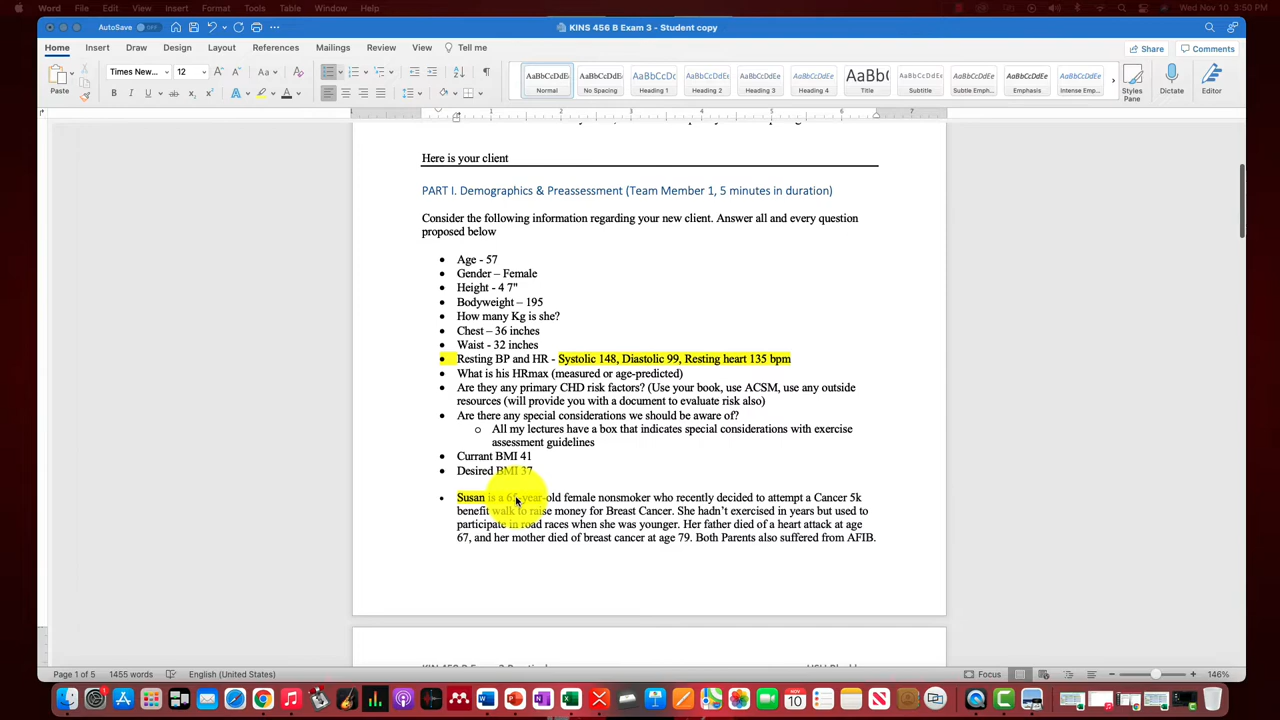 Word File Edit View Insert Format Tools Table Window Help Wed Nov 10 3:50 PM
AutoSave OFF KINS 456 B Exam 3 - Student copy
Home Insert Draw Design Layout References Mailings Review View Tell me Share Comments
Paste Times New... 12 AaBbCcDdEe AaBbCcDdEe AaBbCcDc AaBbCcDdEe AaBbCcDdE AaBbCcDdEe AaBbC AaBbCcDdEe AaBbCcDdEe AaBbCcDdEe AaBbCcDdEe
Normal No Spacing Heading 1 Heading 2 Heading 3 Heading 4 Title Subtitle Subtle Emph... Emphasis Intense Emp... Styles Pane Dictate Editor
Here is your client
PART I. Demographics & Preassessment (Team Member 1, 5 minutes in duration)
Consider the following information regarding your new client. Answer all and every question
proposed below
• Age - 57
• Gender – Female
• Height - 4 7"
• Bodyweight – 195
• How many Kg is she?
• Chest – 36 inches
• Waist - 32 inches
• Resting BP and HR - Systolic 148, Diastolic 99, Resting heart 135 bpm
• What is his HRmax (measured or age-predicted)
• Are they any primary CHD risk factors? (Use your book, use ACSM, use any outside
resources (will provide you with a document to evaluate risk also)
• Are there any special considerations we should be aware of?
o All my lectures have a box that indicates special considerations with exercise
assessment guidelines
• Currant BMI 41
• Desired BMI 37
• Susan is a 65-year-old female nonsmoker who recently decided to attempt a Cancer 5k
benefit walk to raise money for Breast Cancer. She hadn’t exercised in years but used to
participate in road races when she was younger. Her father died of a heart attack at age
67, and her mother died of breast cancer at age 79. Both Parents also suffered from AFIB.
Page 1 of 5 1455 words English (United States) Focus 146%